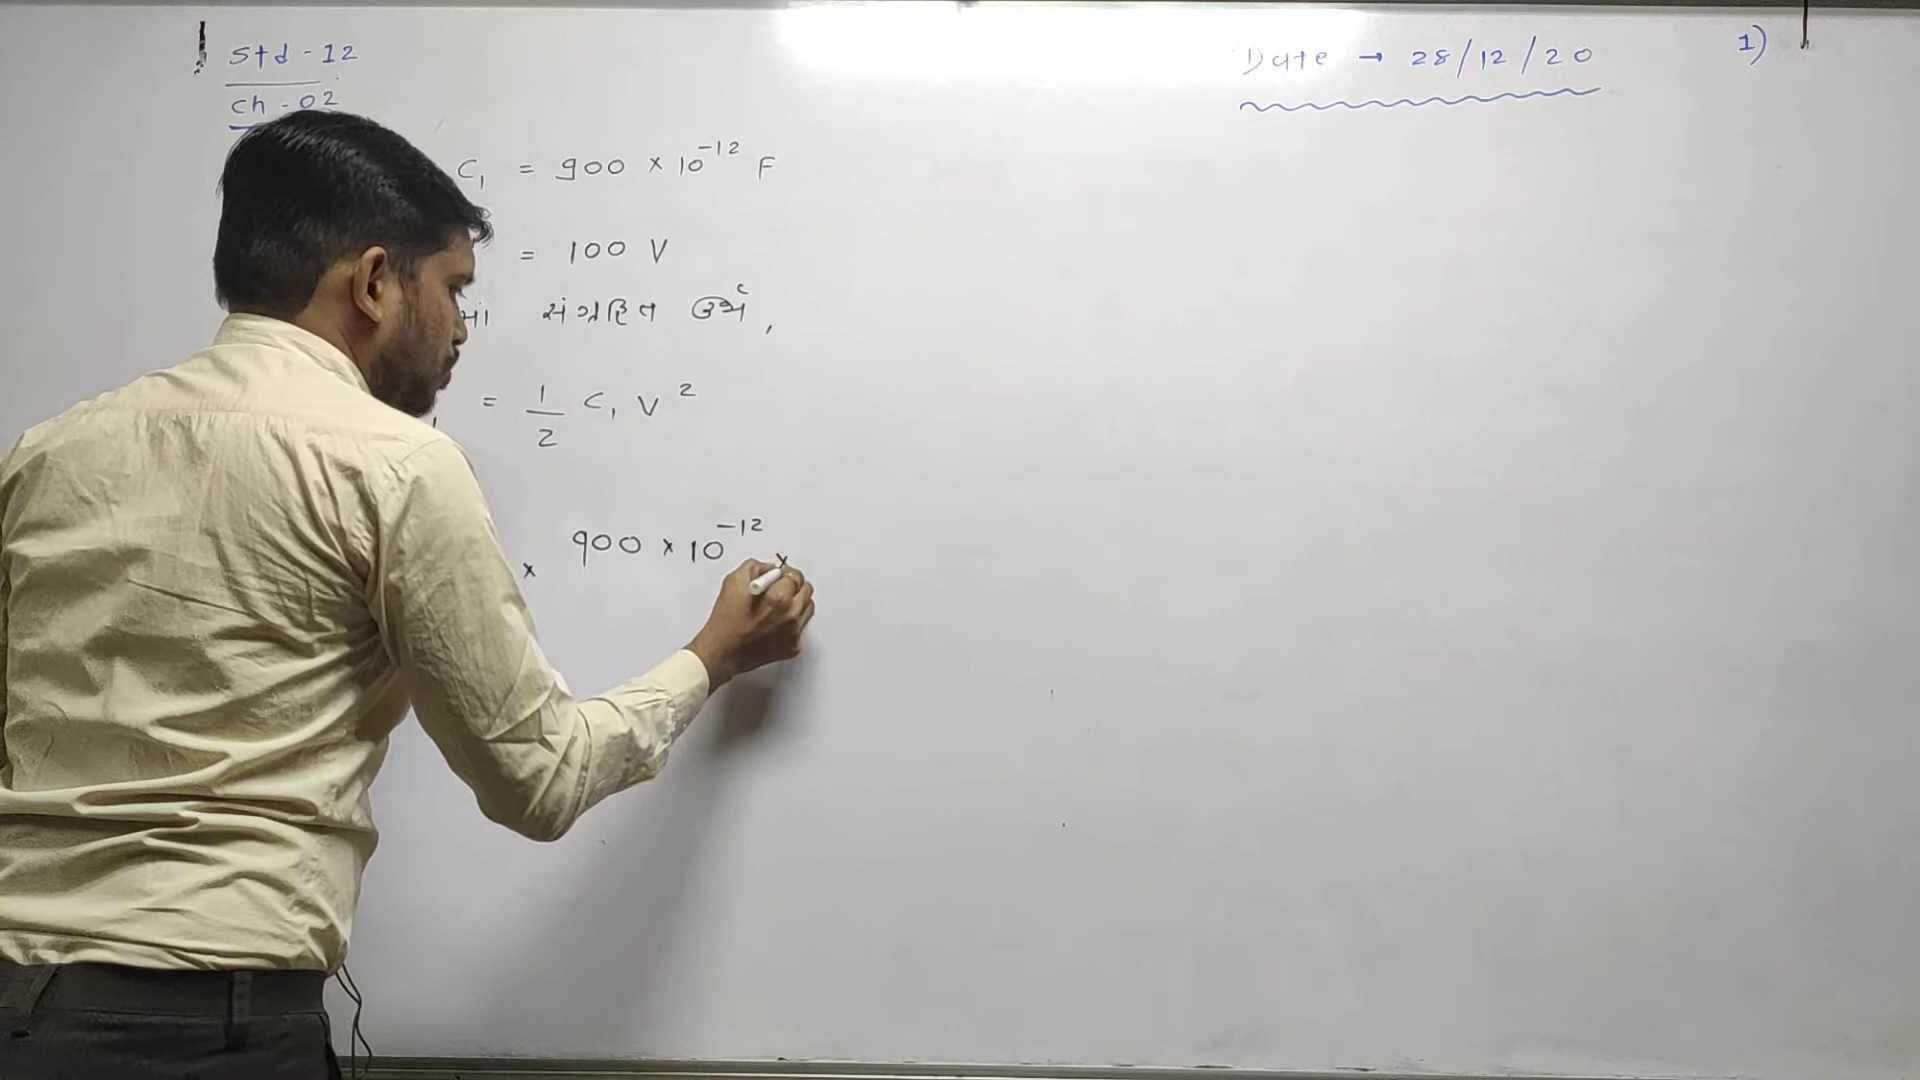 Std - 12
Ch - 02
Date → 28/12/20
1)
C₁ = 900 × 10⁻¹² F
= 100 V
માં સંગ્રહિત ઊર્જા,
= 1/2 C₁ V²
× 900 × 10⁻¹² ×